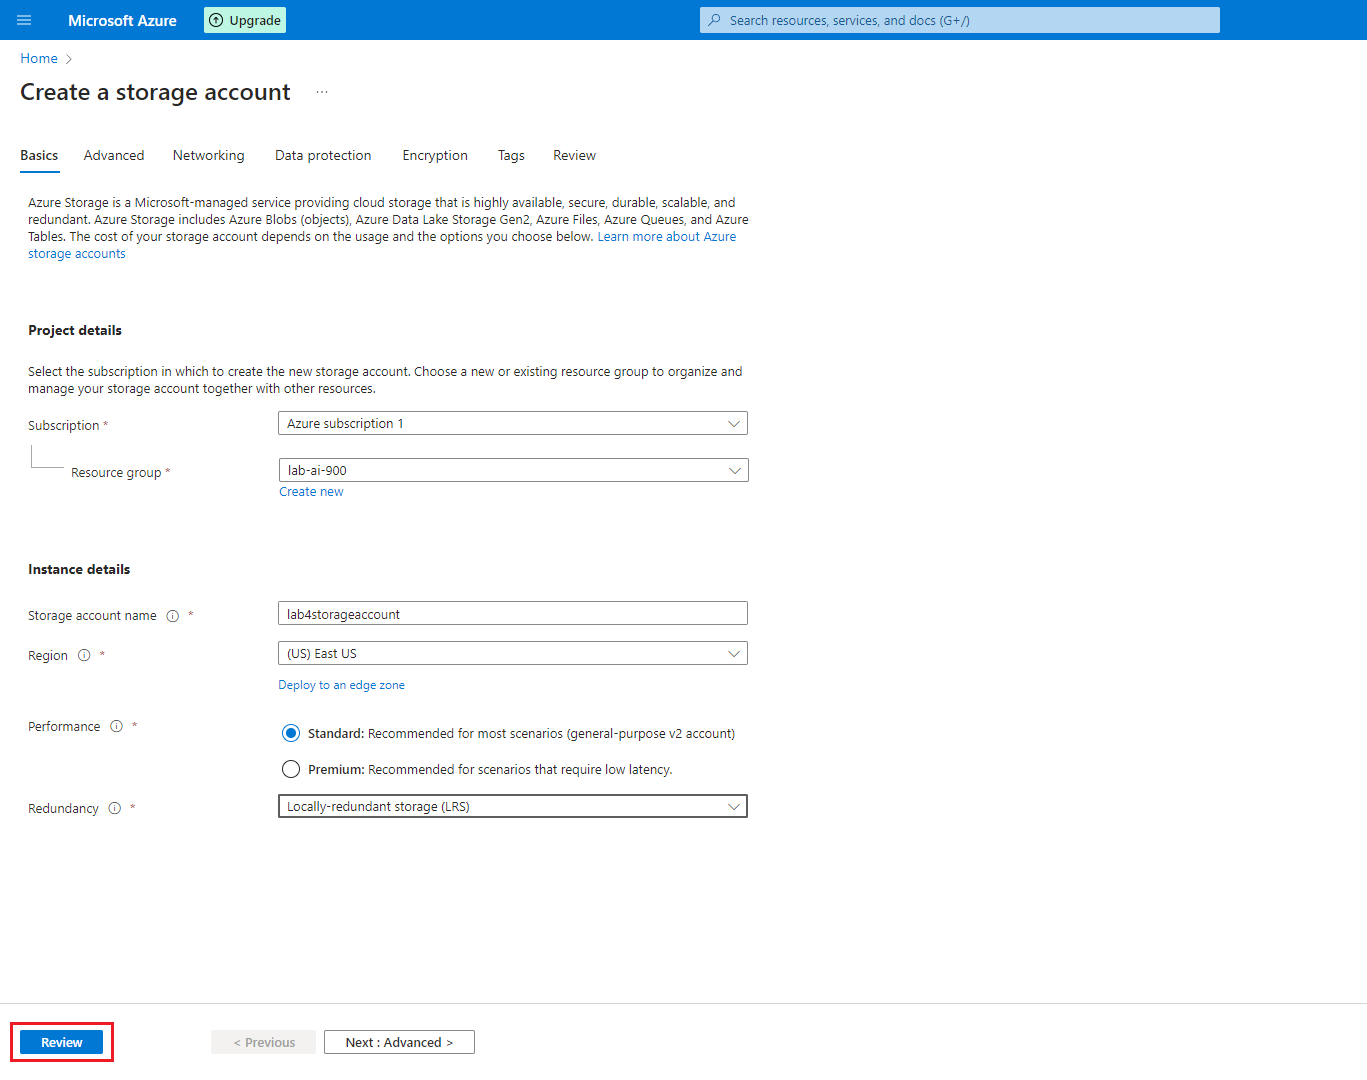 Microsoft Azure
Upgrade
Search resources, services, and docs (G+/)
Home >
Create a storage account ...
Basics Advanced Networking Data protection Encryption Tags Review
Azure Storage is a Microsoft-managed service providing cloud storage that is highly available, secure, durable, scalable, and
redundant. Azure Storage includes Azure Blobs (objects), Azure Data Lake Storage Gen2, Azure Files, Azure Queues, and Azure
Tables. The cost of your storage account depends on the usage and the options you choose below. Learn more about Azure
storage accounts
Project details
Select the subscription in which to create the new storage account. Choose a new or existing resource group to organize and
manage your storage account together with other resources.
Subscription * Azure subscription 1
Resource group * lab-ai-900
Create new
Instance details
Storage account name * lab4storageaccount
Region * (US) East US
Deploy to an edge zone
Performance * Standard: Recommended for most scenarios (general-purpose v2 account)
Premium: Recommended for scenarios that require low latency.
Redundancy * Locally-redundant storage (LRS)
Review < Previous Next : Advanced >